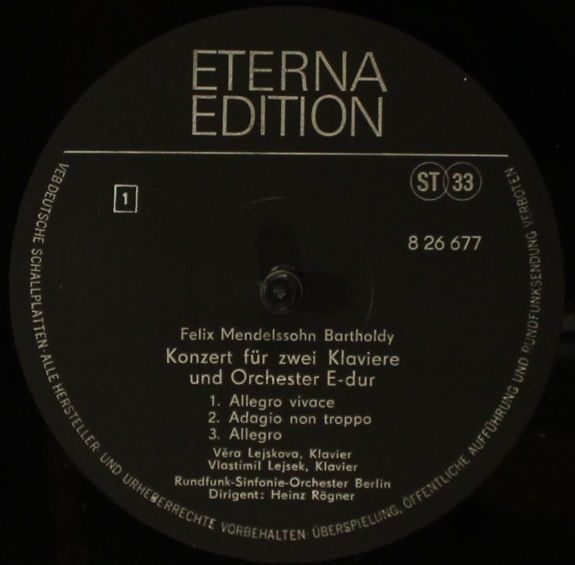 ETERNA
EDITION
ST 33
1
8 26 677
Felix Mendelssohn Bartholdy
Konzert für zwei Klaviere
und Orchester E-dur
1. Allegro vivace
2. Adagio non troppo
3. Allegro
Věra Lejskova, Klavier
Vlastimil Lejsek, Klavier
Rundfunk-Sinfonie-Orchester Berlin
Dirigent: Heinz Rögner
VEB DEUTSCHE SCHALLPLATTEN · ALLE HERSTELLER- UND URHEBERRECHTE VORBEHALTEN · ÜBERSPIELUNG, ÖFFENTLICHE AUFFÜHRUNG UND RUNDFUNKSENDUNG VERBOTEN